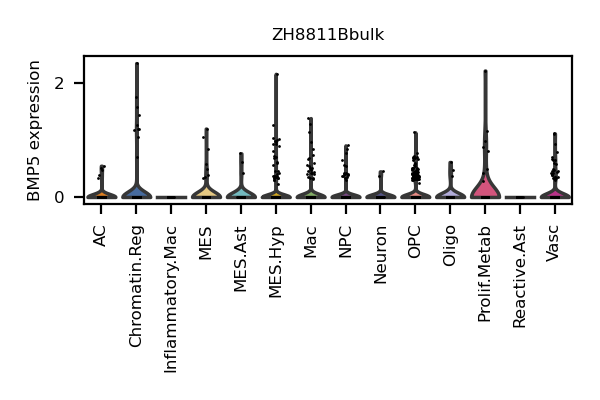 ZH8811Bbulk
BMP5 expression
2
0
AC
Chromatin.Reg
Inflammatory.Mac
MES
MES.Ast
MES.Hyp
Mac
NPC
Neuron
OPC
Oligo
Prolif.Metab
Reactive.Ast
Vasc